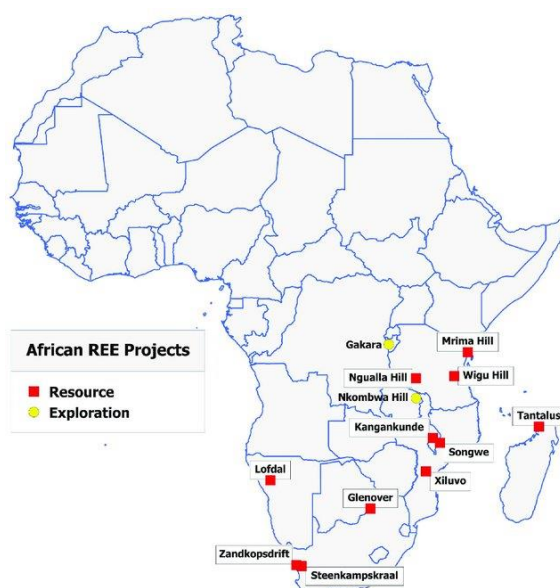 Gakara
Mrima Hill
Ngualla Hill
Wigu Hill
African REE Projects
Resource
Exploration
Nkombwa Hill
Tantalus
Kangankunde
Songwe
Lofdal
Xiluvo
Glenover
Zandkopsdrift
Steenkampskraal